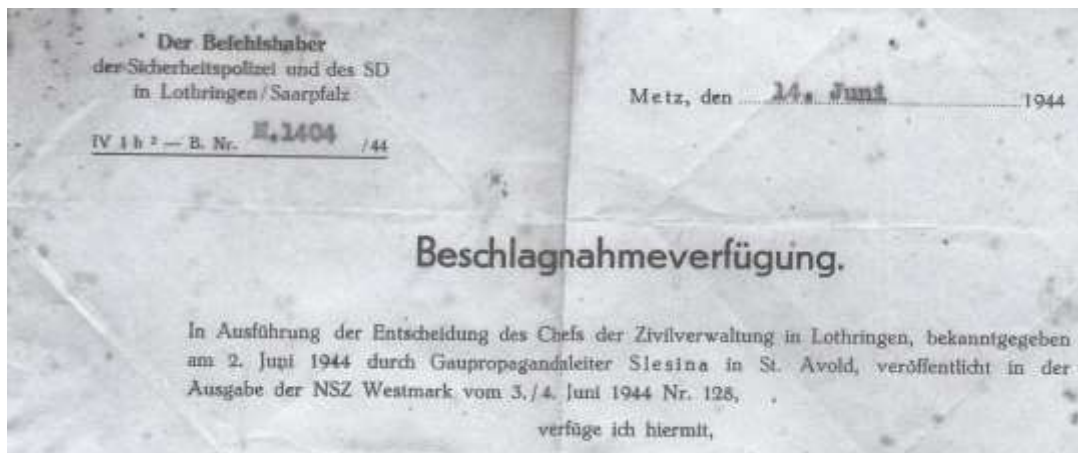 Der Befehlshaber
der Sicherheitspolizei und des SD
in Lothringen/Saarpfalz
Metz, den 14. Juni 1944
IV 1 h ² — B. Nr. E.1404 /44
Beschlagnahmeverfügung.
In Ausführung der Entscheidung des Chefs der Zivilverwaltung in Lothringen, bekanntgegeben
am 2. Juni 1944 durch Gaupropagandaleiter Slesina in St. Avold, veröffentlicht in der
Ausgabe der NSZ Westmark vom 3./4. Juni 1944 Nr. 128,
verfüge ich hiermit,